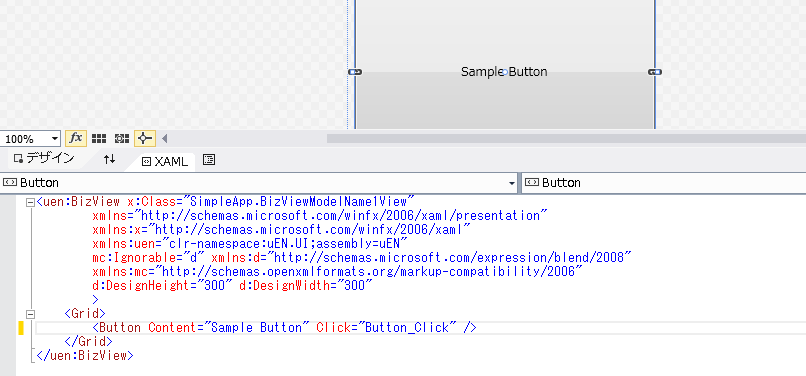 Sample Button
100%
fx
デザイン XAML
Button Button
<uen:BizView x:Class="SimpleApp.BizViewModelName1View"
xmlns="http://schemas.microsoft.com/winfx/2006/xaml/presentation"
xmlns:x="http://schemas.microsoft.com/winfx/2006/xaml"
xmlns:uen="clr-namespace:uEN.UI;assembly=uEN"
mc:Ignorable="d" xmlns:d="http://schemas.microsoft.com/expression/blend/2008"
xmlns:mc="http://schemas.openxmlformats.org/markup-compatibility/2006"
d:DesignHeight="300" d:DesignWidth="300"
>
<Grid>
<Button Content="Sample Button" Click="Button_Click" />
</Grid>
</uen:BizView>